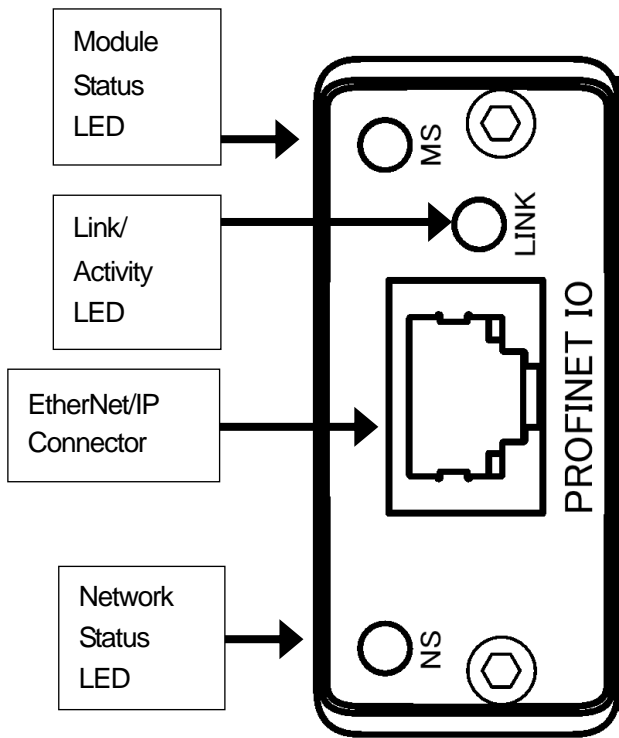 Module
Status
LED
MS
Link/
Activity
LED
LINK
EtherNet/IP
Connector
PROFINET IO
Network
Status
LED
NS